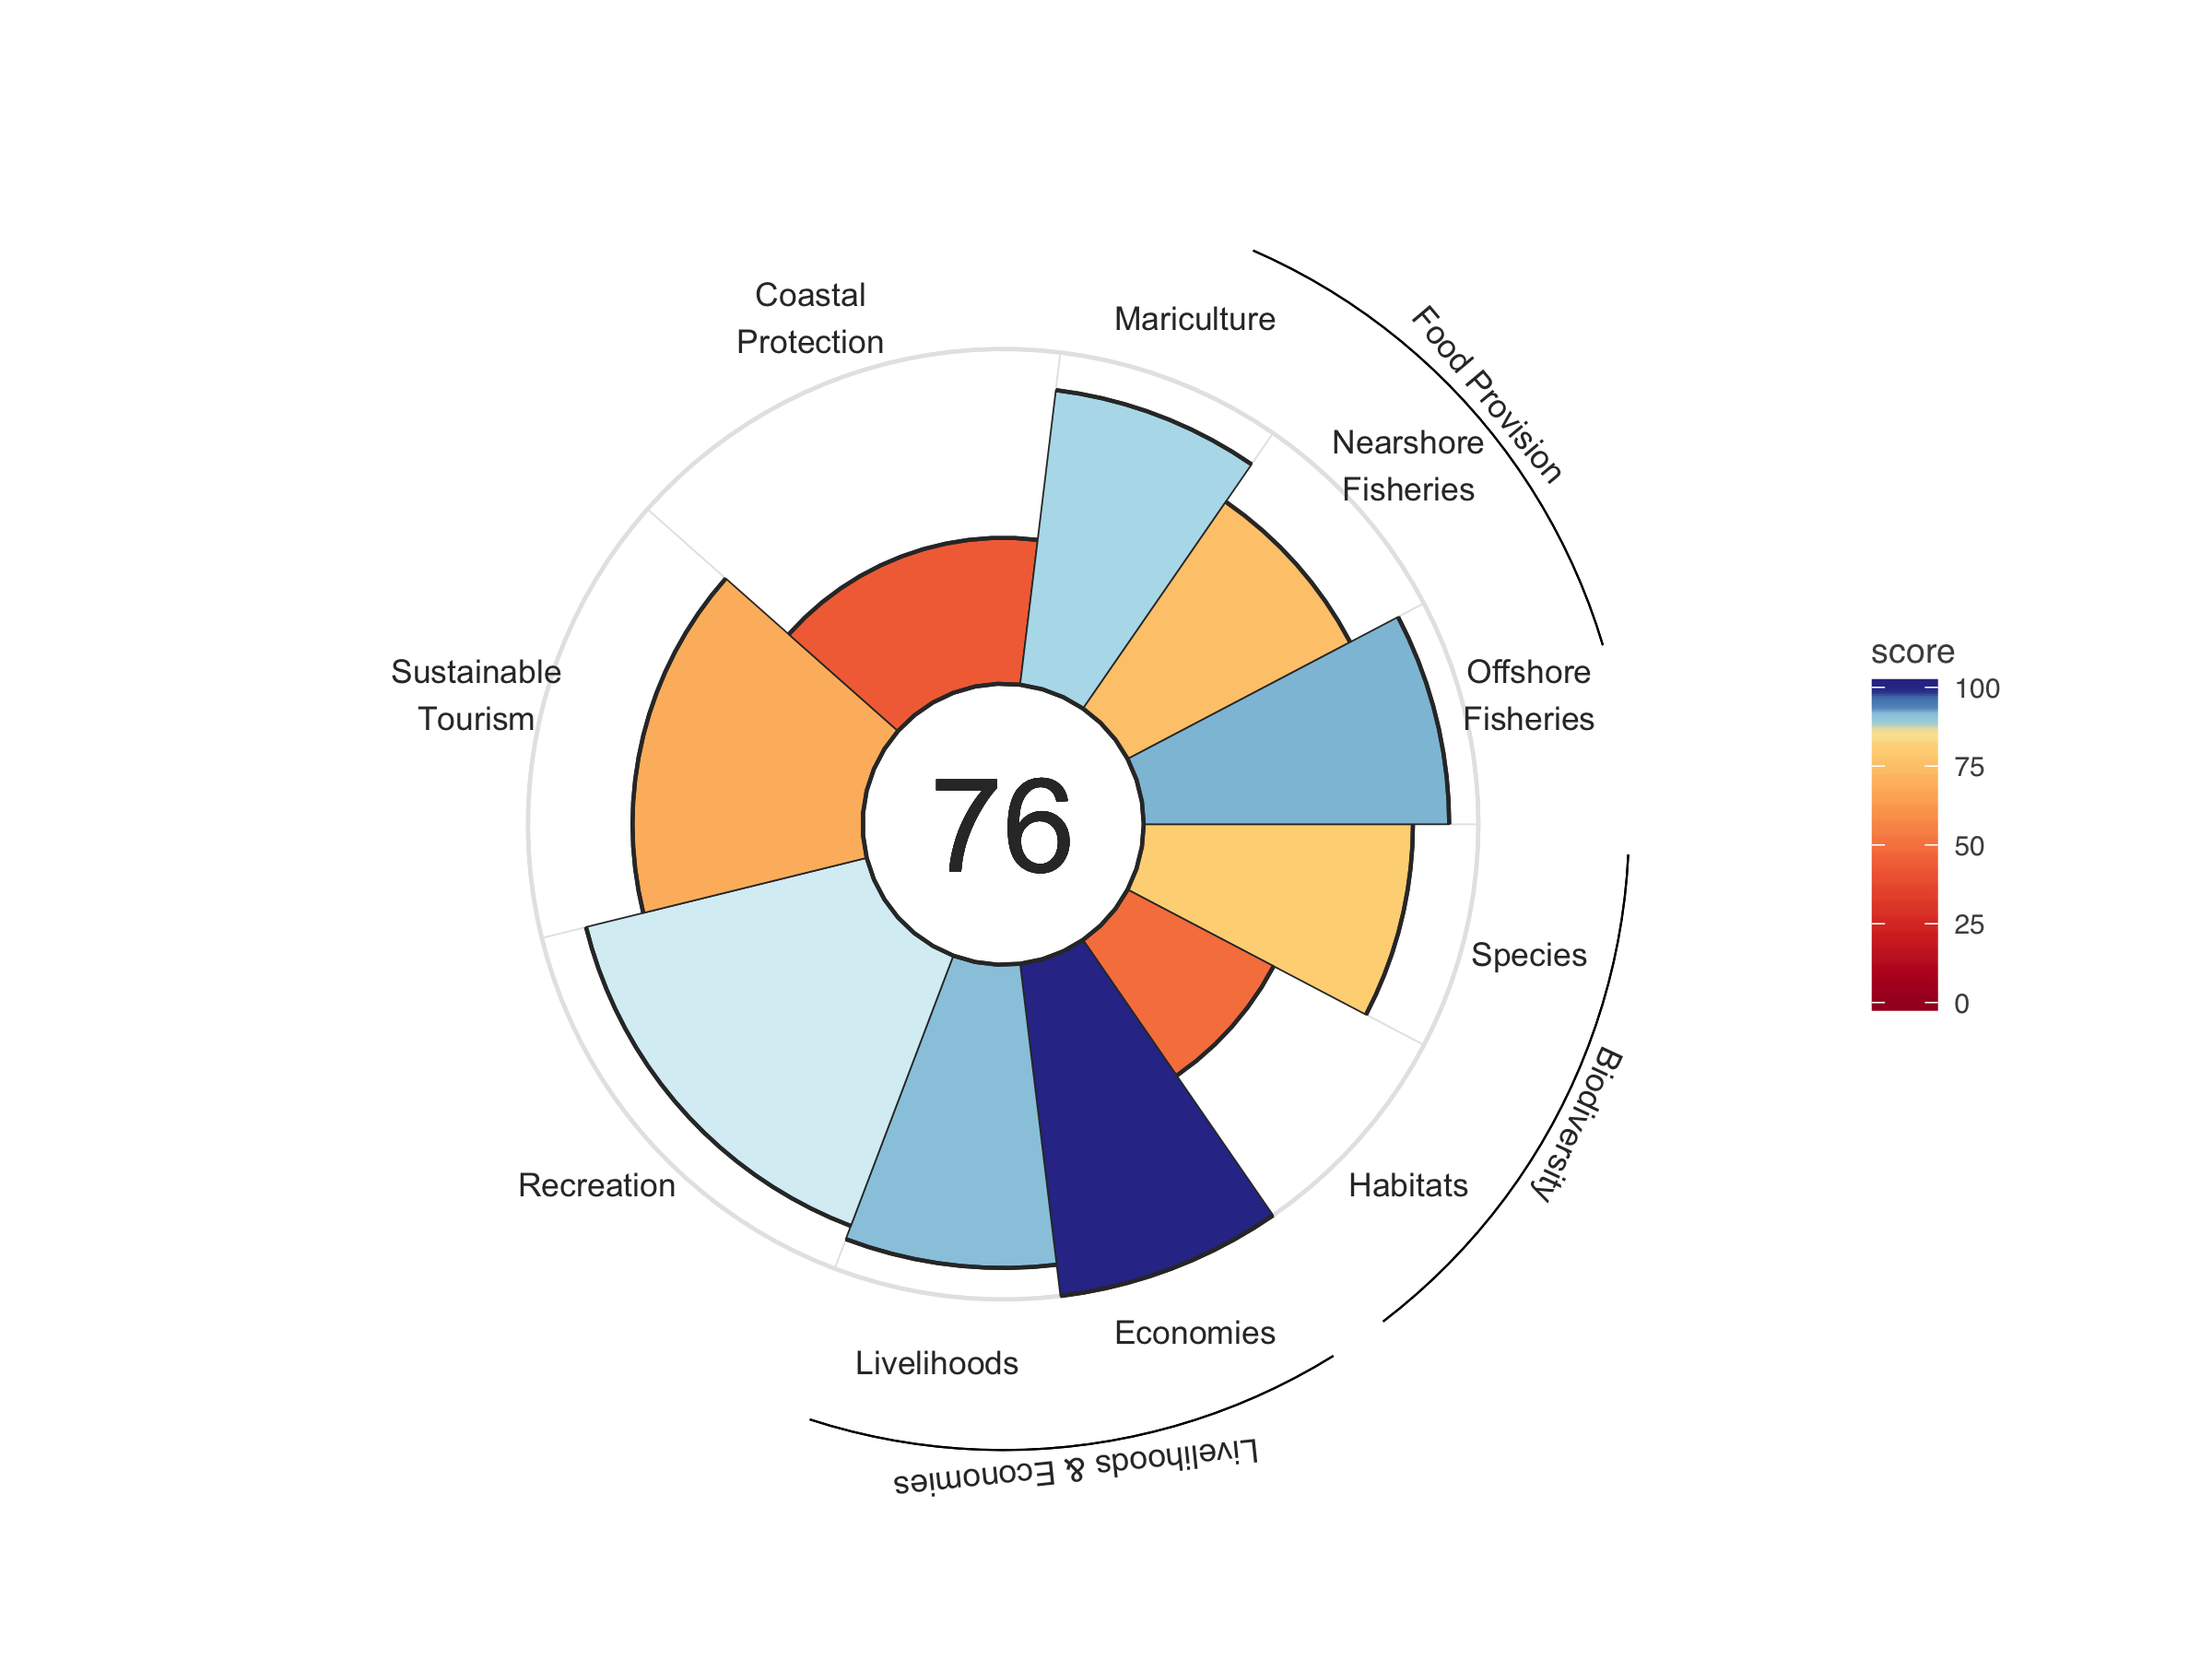 Coastal
Protection
Mariculture
Food Provision
Nearshore
Fisheries
Sustainable
Tourism
Offshore
Fisheries
score
100
75
50
25
0
76
Species
Biodiversity
Recreation
Habitats
Economies
Livelihoods
Livelihoods & Economies